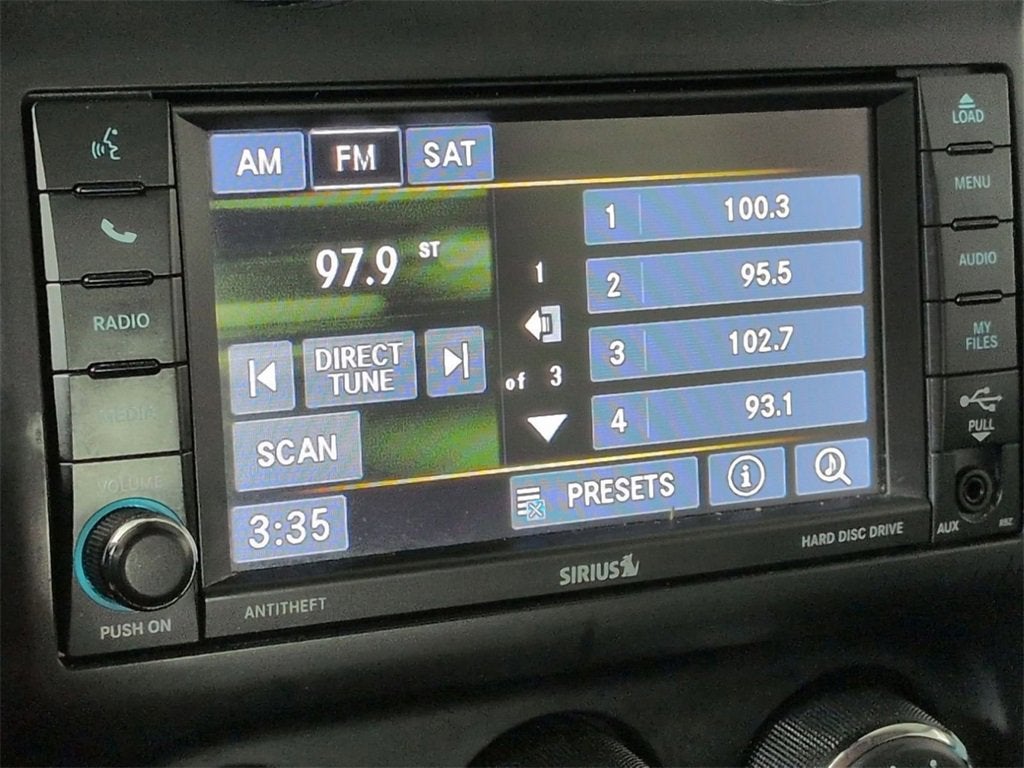 AM
FM
SAT
97.9 ST
DIRECT
TUNE
SCAN
3:35
1
of 3
1 100.3
2 95.5
3 102.7
4 93.1
PRESETS
RADIO
MEDIA
VOLUME
PUSH ON
ANTITHEFT
SIRIUS
HARD DISC DRIVE
LOAD
MENU
AUDIO
MY
FILES
PULL
AUX
RBZ